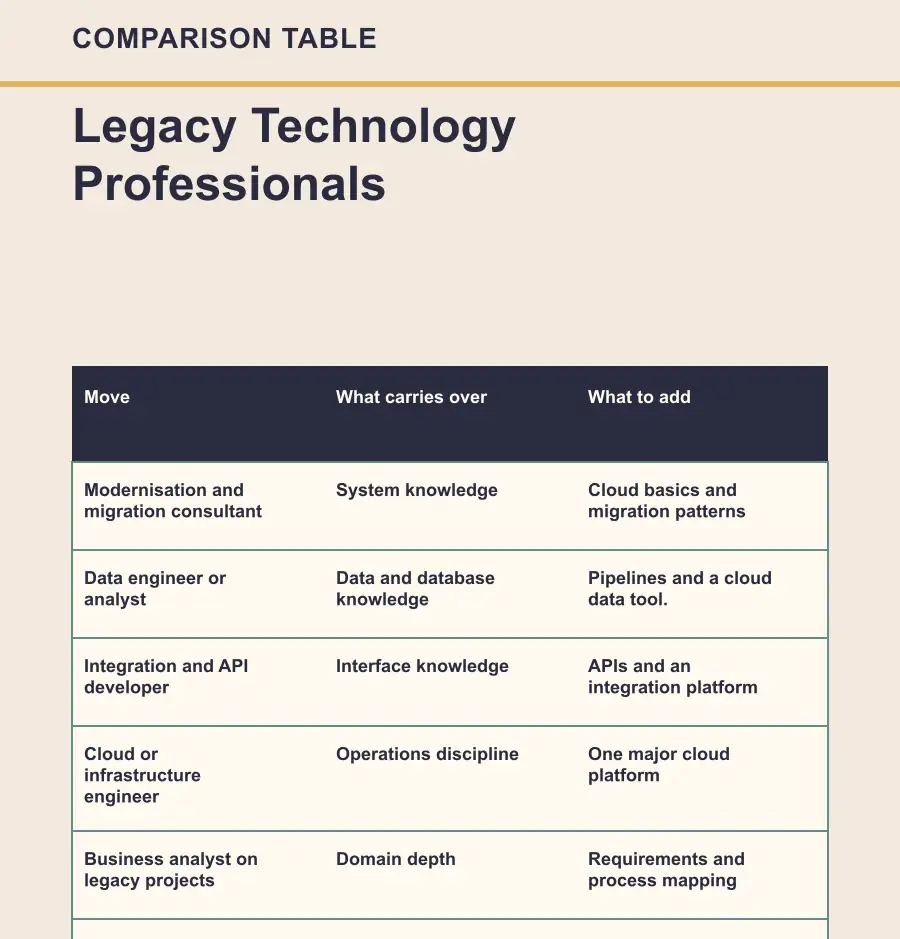 COMPARISON TABLE
Legacy Technology
Professionals
Move What carries over What to add
Modernisation and System knowledge Cloud basics and
migration consultant migration patterns
Data engineer or Data and database Pipelines and a cloud
analyst knowledge data tool.
Integration and API Interface knowledge APIs and an
developer integration platform
Cloud or Operations discipline One major cloud
infrastructure platform
engineer
Business analyst on Domain depth Requirements and
legacy projects process mapping